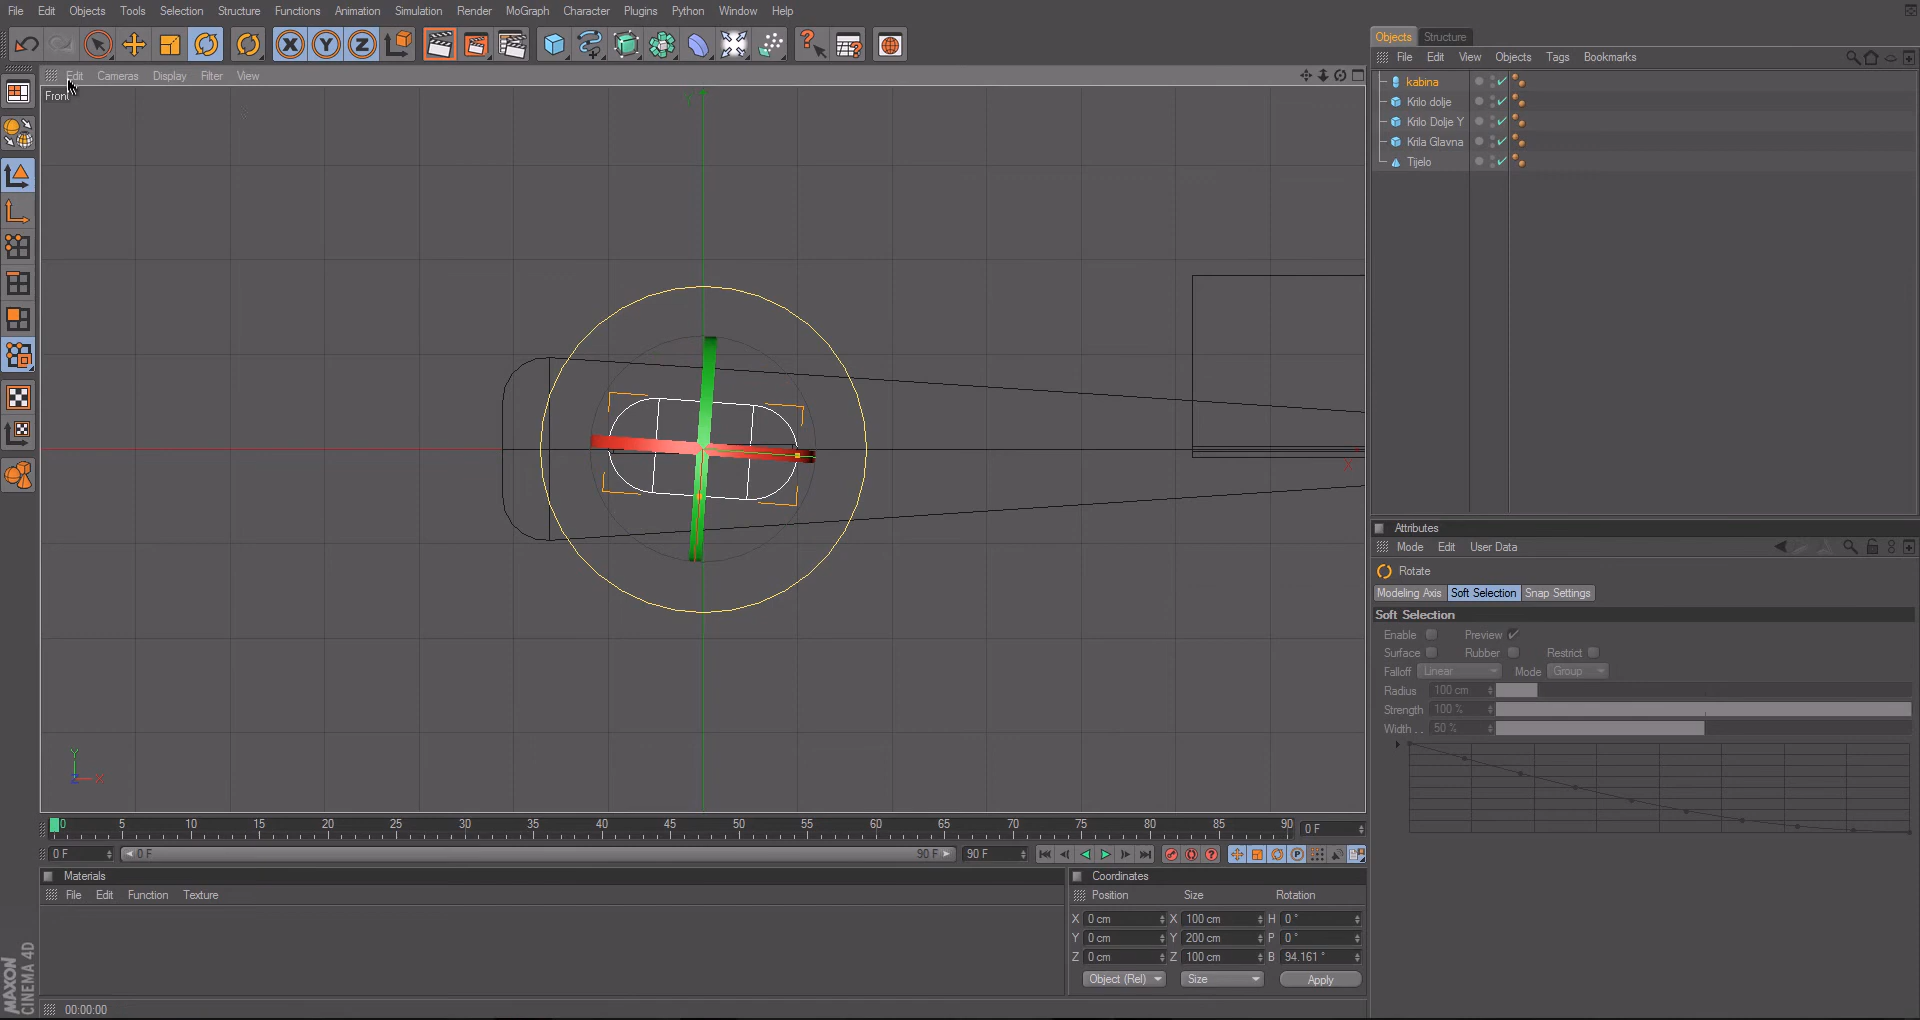 File Edit Objects Tools Selection Structure Functions Animation Simulation Render MoGraph Character Plugins Python Window Help
Edit Cameras Display Filter View
Front
Y
X
Y
Z X
0 5 10 15 20 25 30 35 40 45 50 55 60 65 70 75 80 85 90 0 F
0 F 0 F 90 F 90 F
Materials
File Edit Function Texture
Coordinates
Position Size Rotation
X 0 cm X 100 cm H 0 °
Y 0 cm Y 200 cm P 0 °
Z 0 cm Z 100 cm B 94.161 °
Object (Rel) Size Apply
MAXON
CINEMA 4D
00:00:00
Objects Structure
File Edit View Objects Tags Bookmarks
kabina
Krilo dolje
Krilo Dolje Y
Krila Glavna
Tijelo
Attributes
Mode Edit User Data
Rotate
Modeling Axis Soft Selection Snap Settings
Soft Selection
Enable Preview
Surface Rubber Restrict
Falloff Linear Mode Group
Radius 100 cm
Strength 100 %
Width . . 50 %